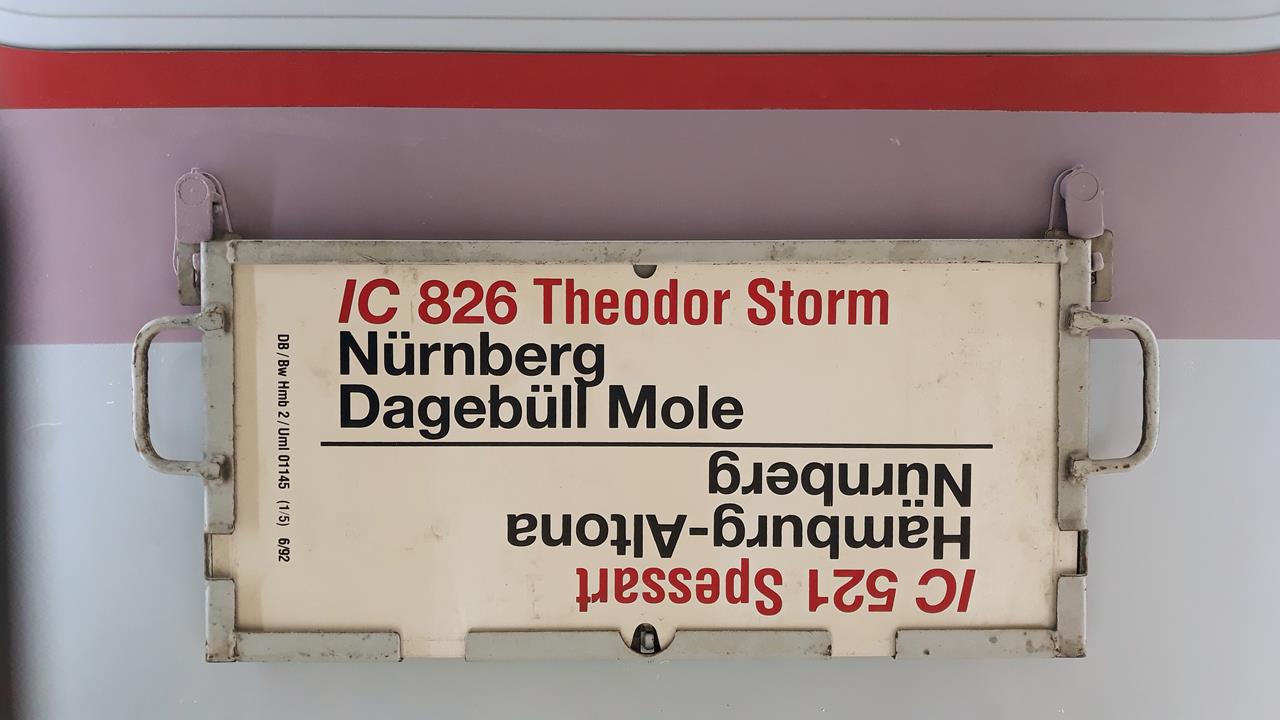 IC 826 Theodor Storm
Nürnberg
Dagebüll Mole
IC 521 Spessart
Hamburg-Altona
Nürnberg
DB / Bw Hmb 2 / Uml 01145 (1/5) 6/92